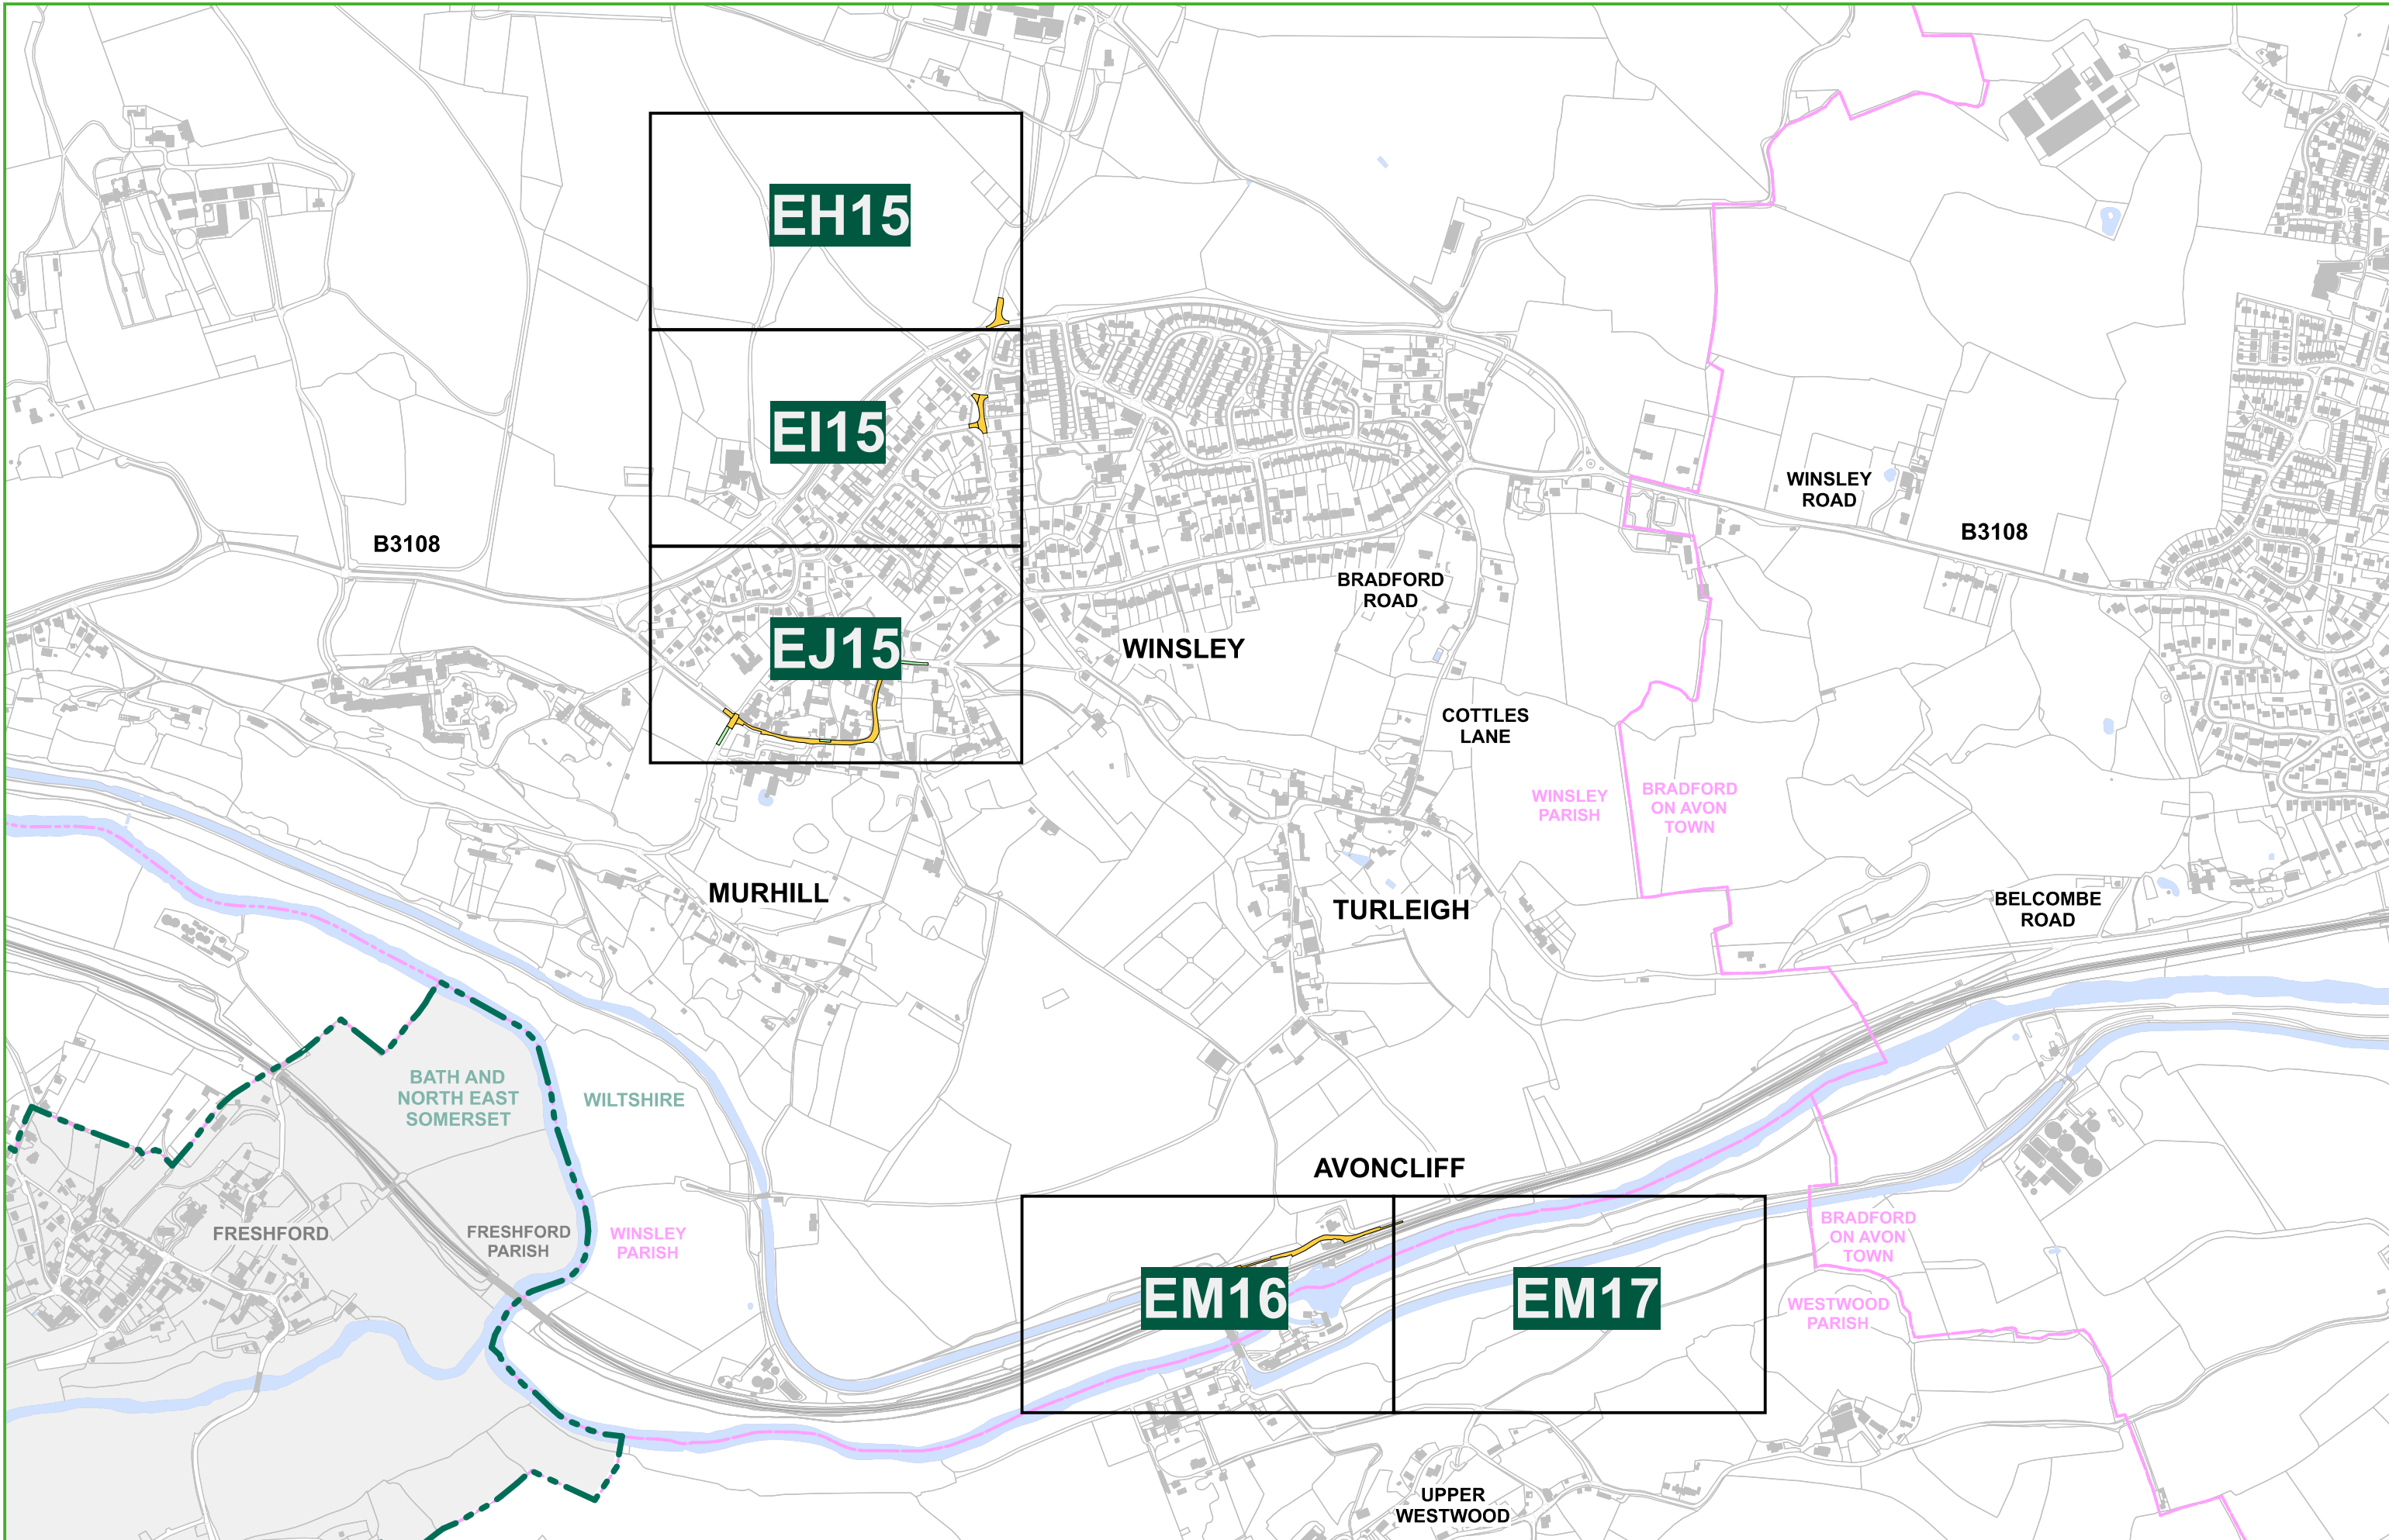 EH15
EI15
WINSLEY
ROAD
B3108
B3108
BRADFORD
ROAD
EJ15
WINSLEY
COTTLES
LANE
WINSLEY
PARISH
BRADFORD
ON AVON
TOWN
MURHILL
TURLEIGH
BELCOMBE
ROAD
BATH AND
NORTH EAST
SOMERSET
WILTSHIRE
AVONCLIFF
FRESHFORD
FRESHFORD
PARISH
WINSLEY
PARISH
BRADFORD
ON AVON
TOWN
EM16
EM17
WESTWOOD
PARISH
UPPER
WESTWOOD